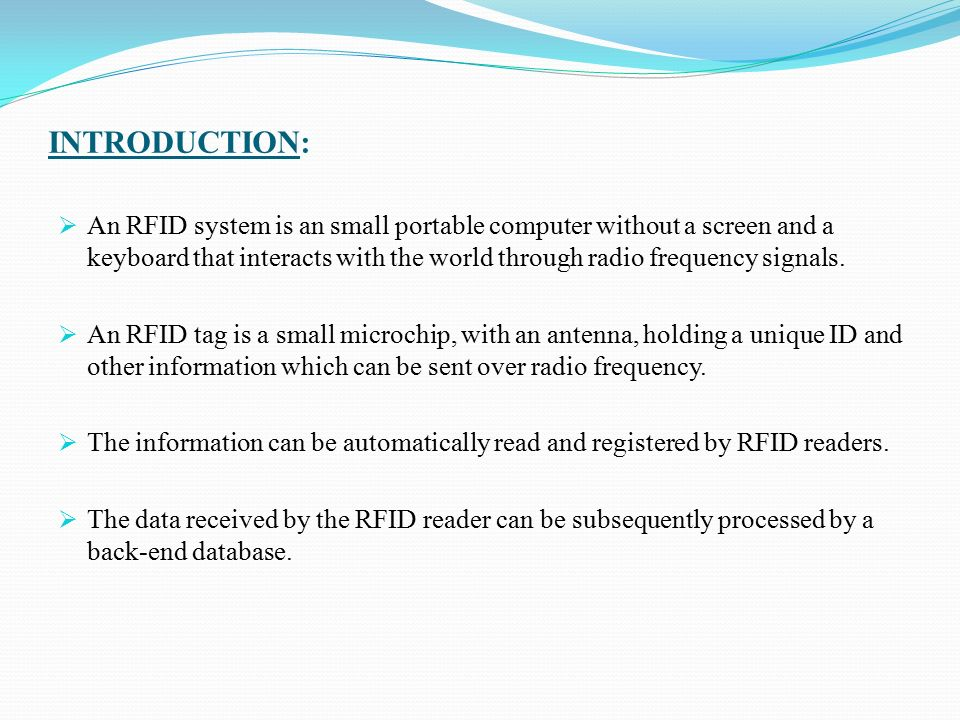 INTRODUCTION:
An RFID system is an small portable computer without a screen and a
keyboard that interacts with the world through radio frequency signals.
An RFID tag is a small microchip, with an antenna, holding a unique ID and
other information which can be sent over radio frequency.
The information can be automatically read and registered by RFID readers.
The data received by the RFID reader can be subsequently processed by a
back-end database.